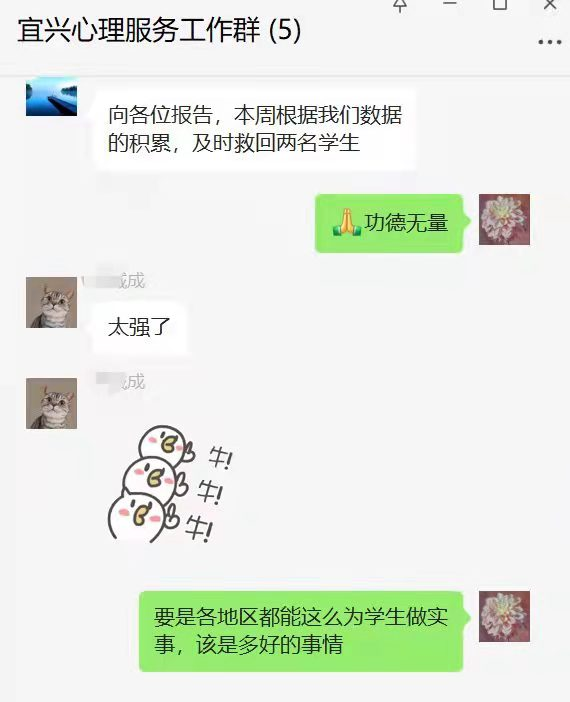 宜兴心理服务工作群 (5)
向各位报告，本周根据我们数据
的积累，及时救回两名学生
功德无量
成
太强了
成
牛!
牛!
牛!
要是各地区都能这么为学生做实
事，该是多好的事情